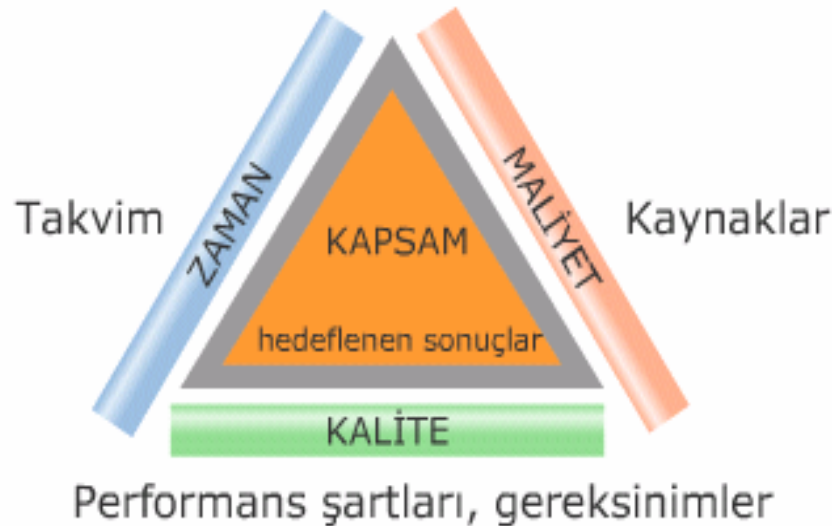 ZAMAN
MALİYET
Takvim
Kaynaklar
KAPSAM
hedeflenen sonuçlar
KALİTE
Performans şartları, gereksinimler